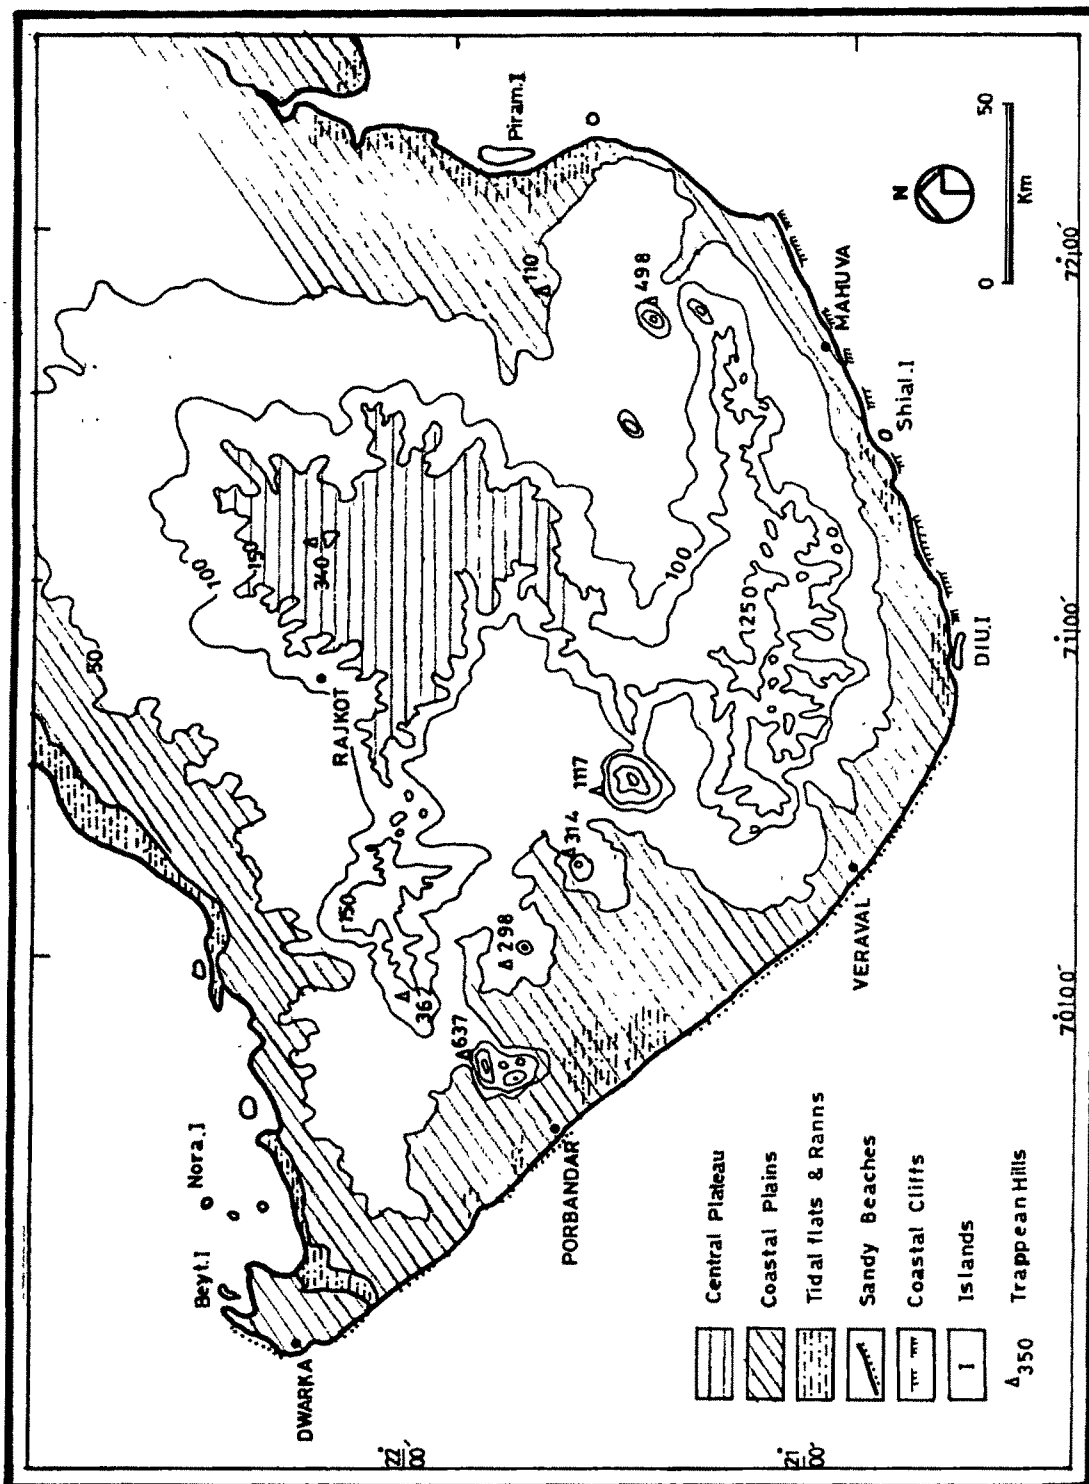 Beyt.I
Nora.I
DWARKA
PORBANDAR
VERAVAL
RAJKOT
DIU.I
Shial.I
MAHUVA
Piram.I
50
100
150
340
150
637
298
314
1117
100
110
498
N
0 50
Km
22° 00'
21° 00'
70° 00'
71° 00'
72° 00'
Central Plateau
Coastal Plains
Tidal flats & Ranns
Sandy Beaches
Coastal Cliffs
I Islands
350 Trappean Hills